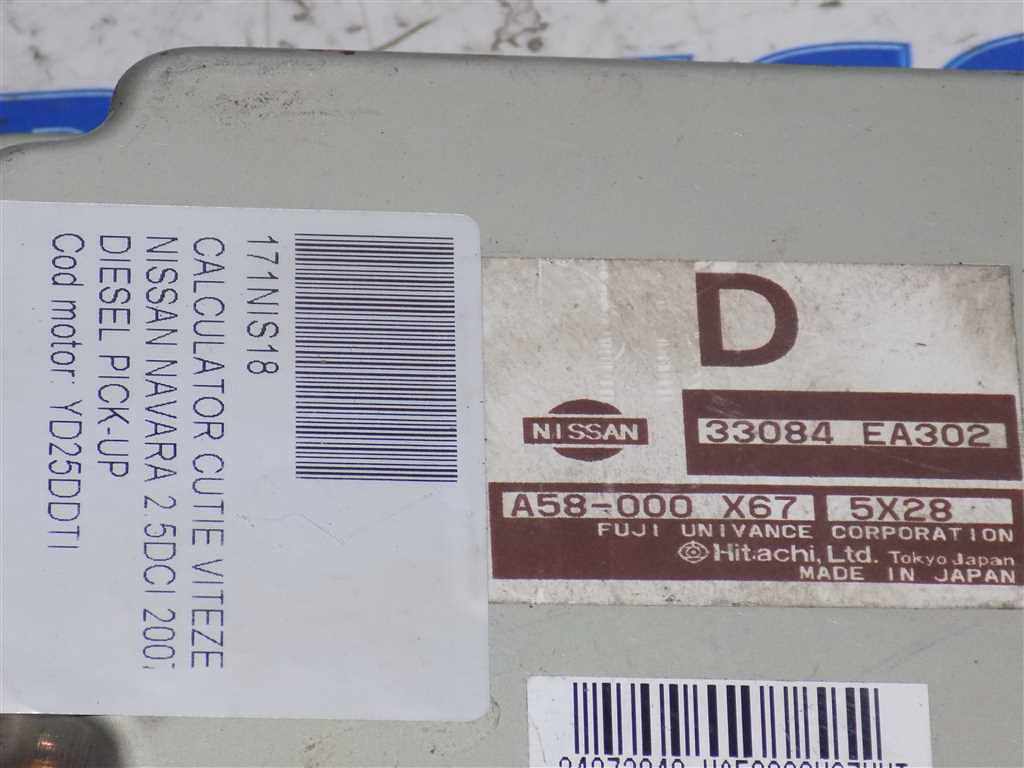 171NIS18
CALCULATOR CUTIE VITEZE
NISSAN NAVARA 2.5DCI 2007
DIESEL PICK-UP
Cod motor: YD25DDTI
D
NISSAN
33084 EA302
A58-000 X67 5X28
FUJI UNIVANCE CORPORATION
Hitachi, Ltd. Tokyo Japan
MADE IN JAPAN